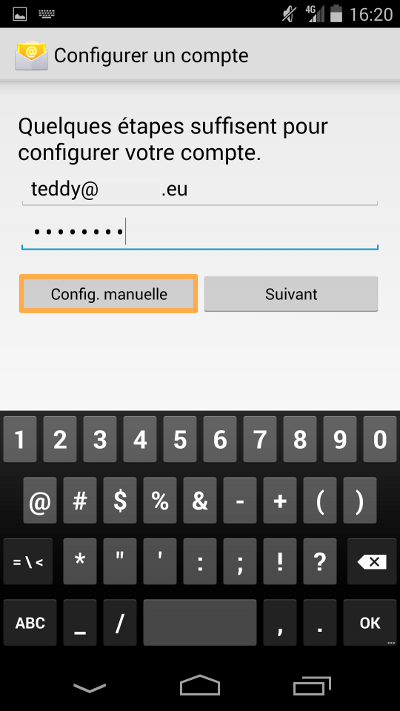 4G 16:20
Configurer un compte
Quelques étapes suffisent pour
configurer votre compte.
teddy@ .eu
••••••••
Config. manuelle Suivant
1 2 3 4 5 6 7 8 9 0
@ # $ % & - + ( )
= \ < * " ' : ; ! ?
ABC _ / , . OK
...